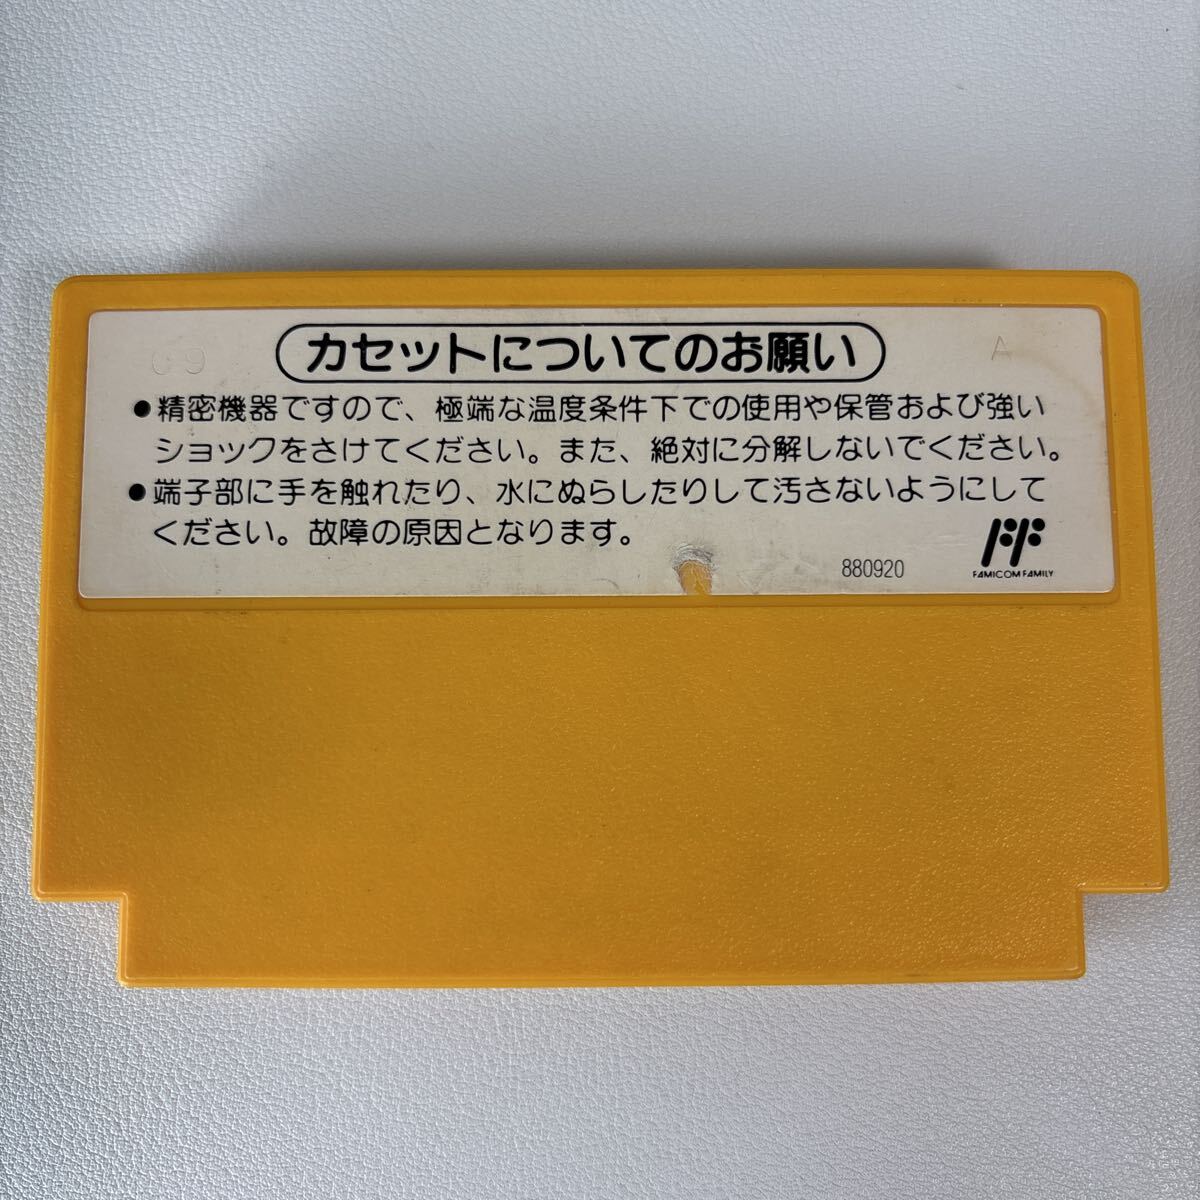 カセットについてのお願い
●精密機器ですので、極端な温度条件下での使用や保管および強い
ショックをさけてください。また、絶対に分解しないでください。
●端子部に手を触れたり、水にぬらしたりして汚さないようにして
ください。故障の原因となります。
880920
FAMICOM FAMILY
A